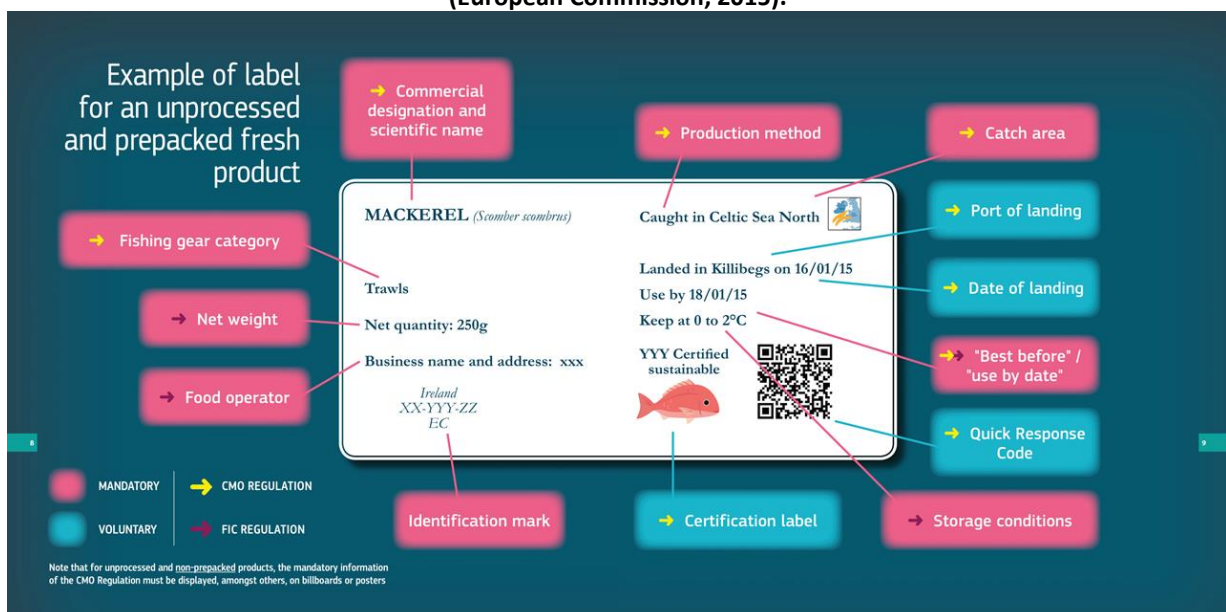 (European Commission, 2015).
Example of label
for an unprocessed
and prepacked fresh
product
→ Commercial
designation and
scientific name
→ Production method
→ Catch area
→ Port of landing
→ Fishing gear category
→ Date of landing
→ Net weight
→ "Best before" /
"use by date"
→ Food operator
→ Quick Response
Code
MACKEREL (Scomber scombrus)
Trawls
Net quantity: 250g
Business name and address: xxx
Ireland
XX-YYY-ZZ
EC
Caught in Celtic Sea North
Landed in Killibegs on 16/01/15
Use by 18/01/15
Keep at 0 to 2°C
YYY Certified
sustainable
Identification mark
→ Certification label
→ Storage conditions
8
9
MANDATORY
→ CMO REGULATION
VOLUNTARY
→ FIC REGULATION
Note that for unprocessed and non-prepacked products, the mandatory information
of the CMO Regulation must be displayed, amongst others, on billboards or posters